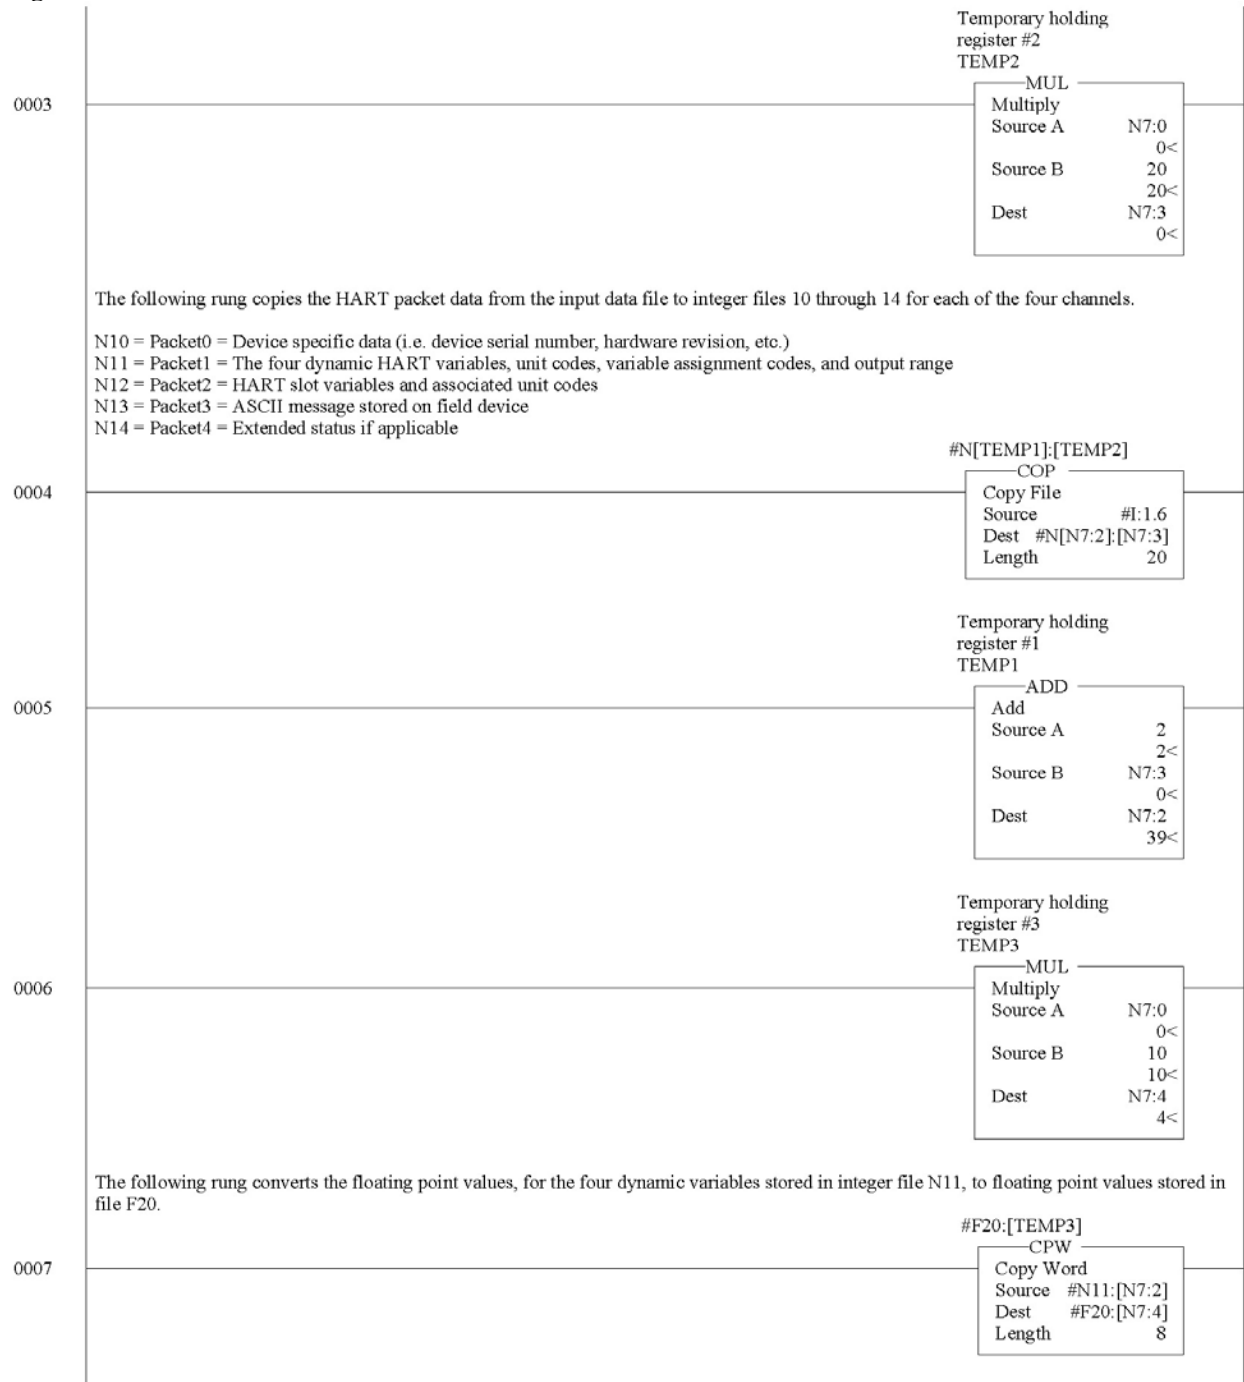 Temporary holding
register #2
TEMP2
MUL
0003
Multiply
Source A N7:0
0<
Source B 20
20<
Dest N7:3
0<
The following rung copies the HART packet data from the input data file to integer files 10 through 14 for each of the four channels.
N10 = Packet0 = Device specific data (i.e. device serial number, hardware revision, etc.)
N11 = Packet1 = The four dynamic HART variables, unit codes, variable assignment codes, and output range
N12 = Packet2 = HART slot variables and associated unit codes
N13 = Packet3 = ASCII message stored on field device
N14 = Packet4 = Extended status if applicable
#N[TEMP1]:[TEMP2]
COP
0004
Copy File
Source #I:1.6
Dest #N[N7:2]:[N7:3]
Length 20
Temporary holding
register #1
TEMP1
ADD
0005
Add
Source A 2
2<
Source B N7:3
0<
Dest N7:2
39<
Temporary holding
register #3
TEMP3
MUL
0006
Multiply
Source A N7:0
0<
Source B 10
10<
Dest N7:4
4<
The following rung converts the floating point values, for the four dynamic variables stored in integer file N11, to floating point values stored in
file F20.
#F20:[TEMP3]
CPW
0007
Copy Word
Source #N11:[N7:2]
Dest #F20:[N7:4]
Length 8